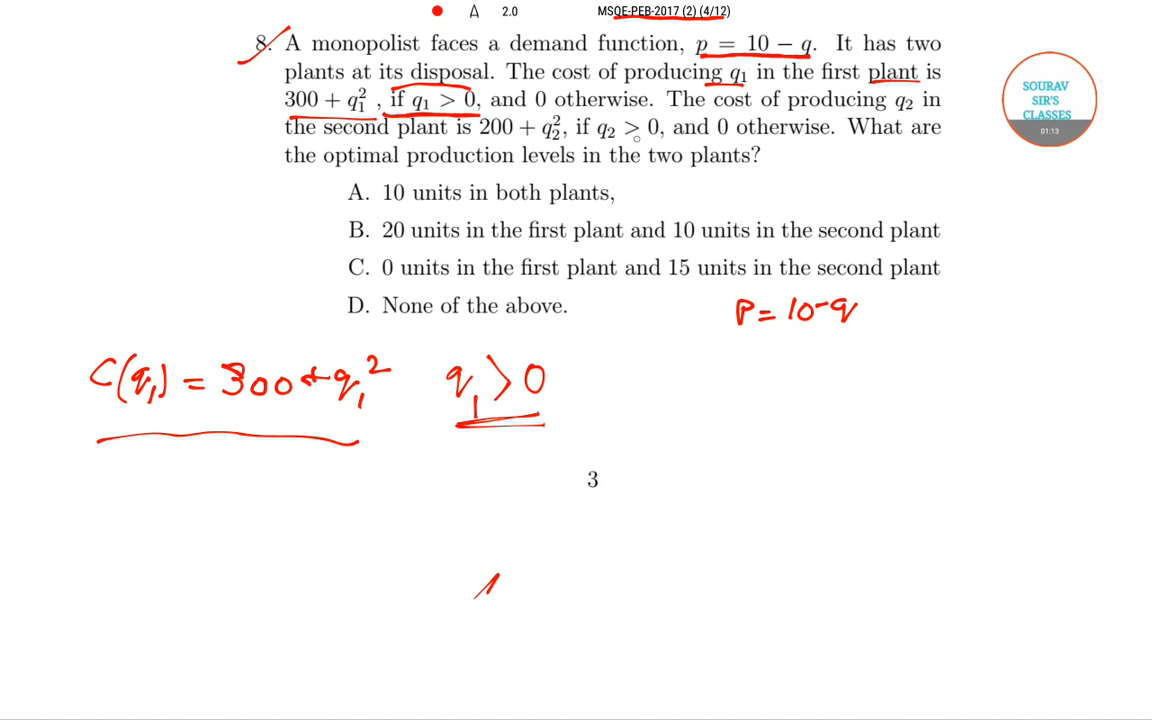 A 2.0 MSQE-PEB-2017 (2) (4/12)
8. A monopolist faces a demand function, p = 10 − q. It has two
plants at its disposal. The cost of producing q₁ in the first plant is
300 + q₁² , if q₁ > 0, and 0 otherwise. The cost of producing q₂ in
the second plant is 200 + q₂², if q₂ > 0, and 0 otherwise. What are
the optimal production levels in the two plants?
SOURAV
SIR'S
CLASSES
01:13
A. 10 units in both plants,
B. 20 units in the first plant and 10 units in the second plant
C. 0 units in the first plant and 15 units in the second plant
D. None of the above.
P = 10-q
C(q₁) = 300 + q₁² q₁ > 0
3